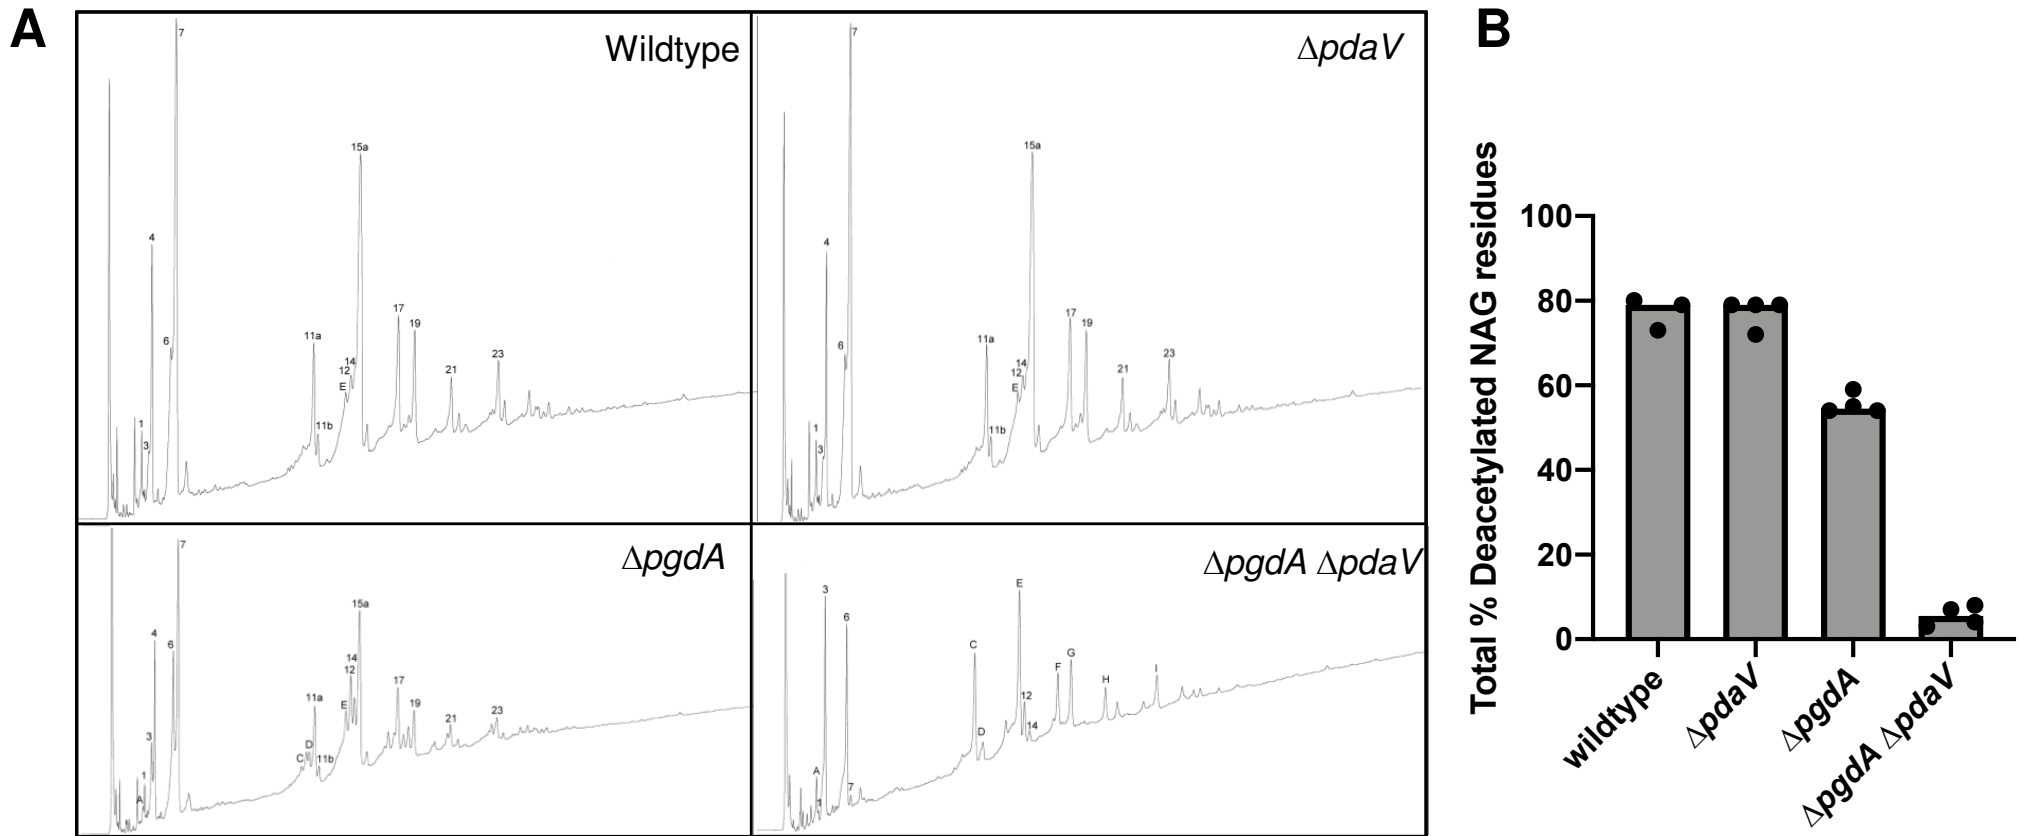 A
Wildtype
7
15a
4
17
19
11a
6
14
23
12
21
E
11b
1
3
ΔpdaV
7
15a
4
17
19
11a
6
14
23
12
21
E
11b
1
3
ΔpgdA
7
15a
4
6
14
12
17
11a
E
19
23
21
3
D
C
11b
1
A
ΔpgdA ΔpdaV
E
3
6
C
G
F
I
H
12
14
D
A
7
1
B
Total % Deacetylated NAG residues
100
80
60
40
20
0
wildtype
ΔpdaV
ΔpgdA
ΔpgdA ΔpdaV